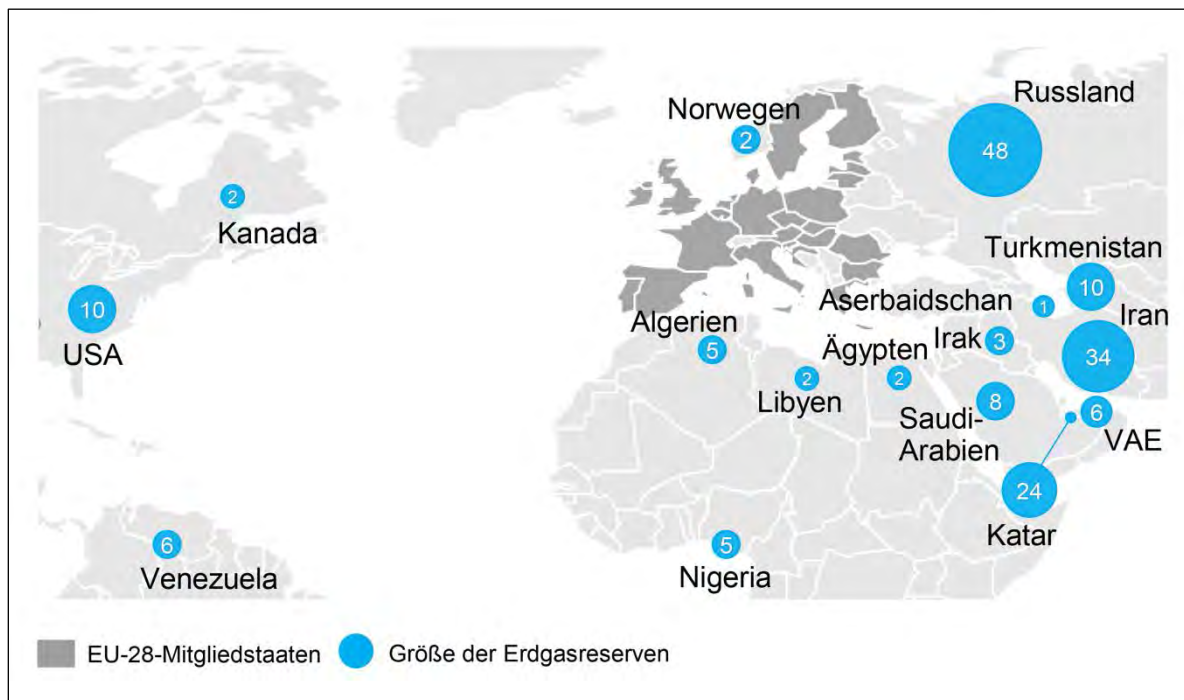 Norwegen
2
Russland
48
2
Kanada
10
USA
Turkmenistan
10
Aserbaidschan
1
Iran
34
Algerien
5
Irak
3
Ägypten
2
Libyen
2
Saudi-
Arabien
8
6
VAE
24
Katar
6
Venezuela
5
Nigeria
EU-28-Mitgliedstaaten
Größe der Erdgasreserven